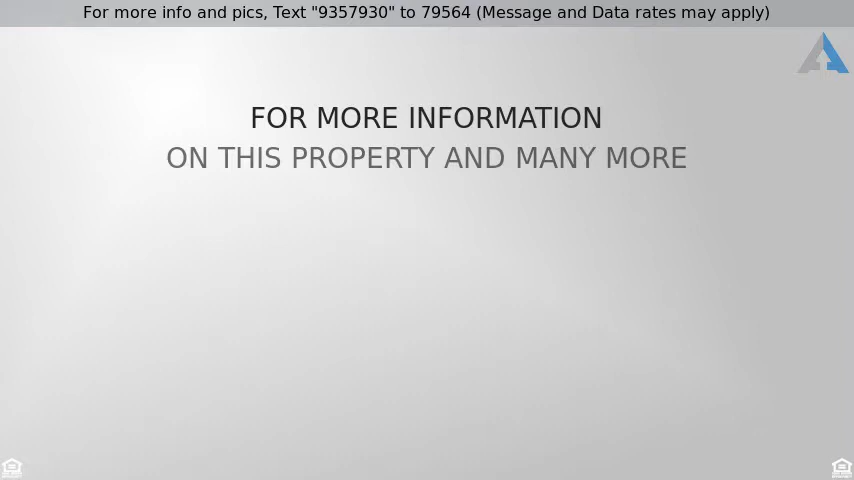 For more info and pics, Text "9357930" to 79564 (Message and Data rates may apply)
FOR MORE INFORMATION
ON THIS PROPERTY AND MANY MORE